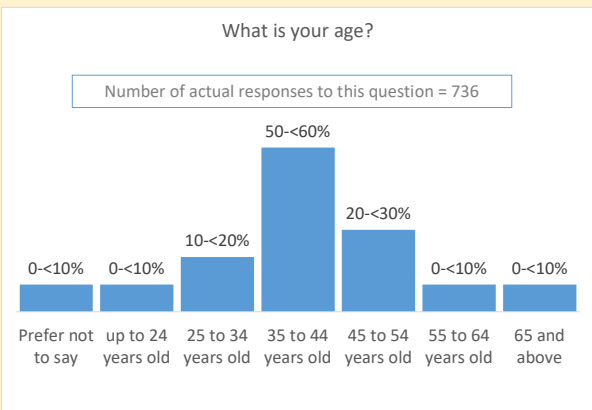 What is your age?
Number of actual responses to this question = 736
50-<60%
20-<30%
10-<20%
0-<10% 0-<10% 0-<10% 0-<10%
Prefer not up to 24 25 to 34 35 to 44 45 to 54 55 to 64 65 and
to say years old years old years old years old years old above